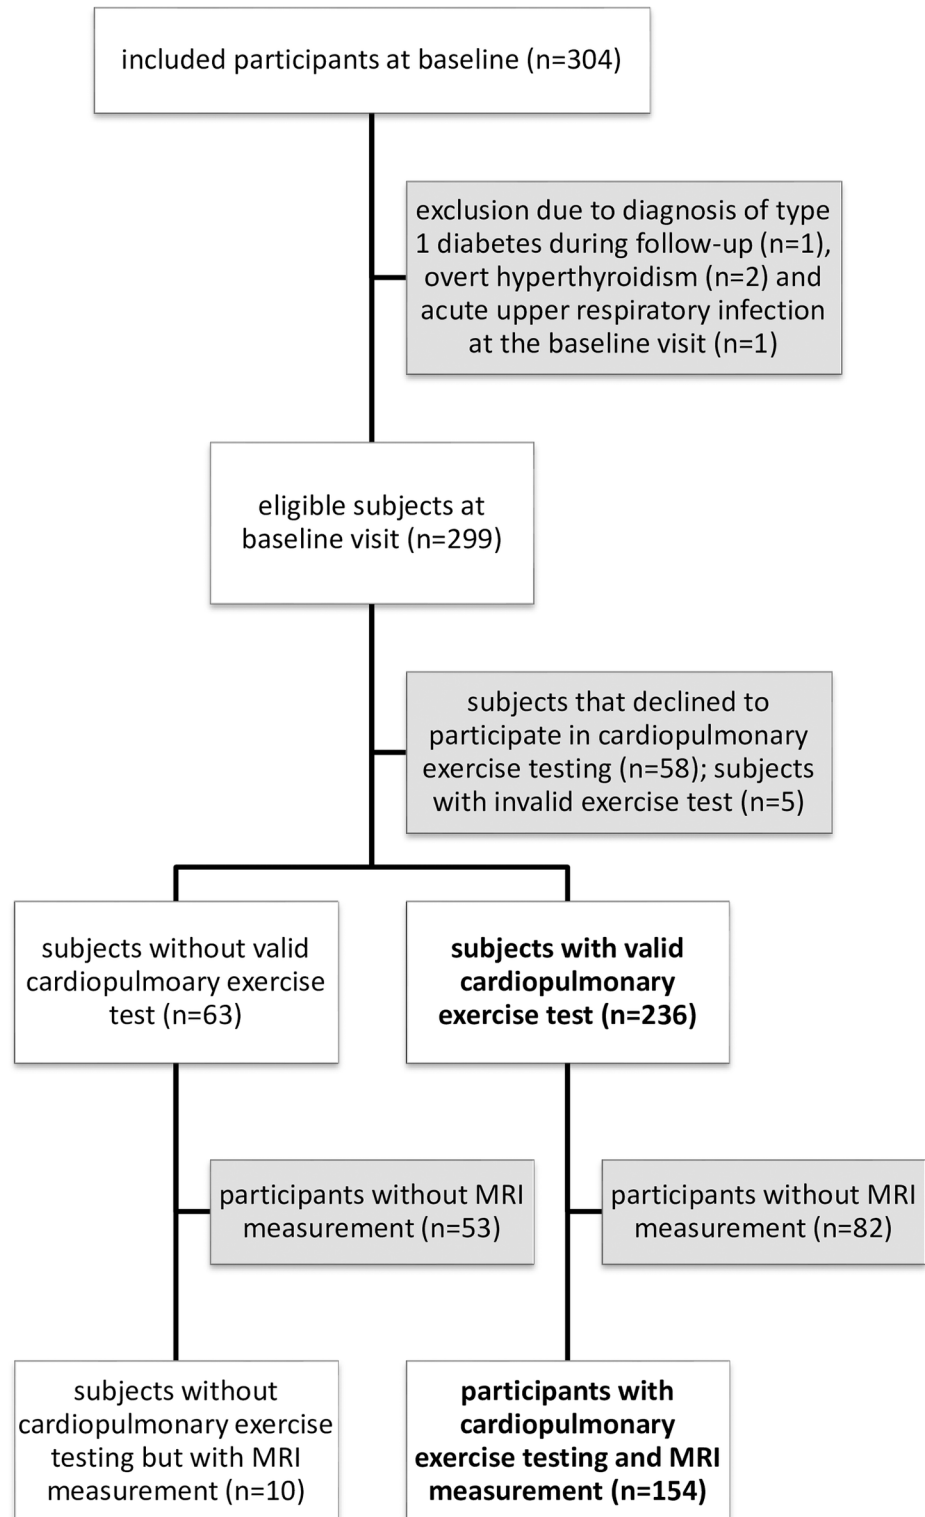 included participants at baseline (n=304)
exclusion due to diagnosis of type
1 diabetes during follow-up (n=1),
overt hyperthyroidism (n=2) and
acute upper respiratory infection
at the baseline visit (n=1)
eligible subjects at
baseline visit (n=299)
subjects that declined to
participate in cardiopulmonary
exercise testing (n=58); subjects
with invalid exercise test (n=5)
subjects without valid
cardiopulmoary exercise
test (n=63)
subjects with valid
cardiopulmonary
exercise test (n=236)
participants without MRI
measurement (n=53)
participants without MRI
measurement (n=82)
subjects without
cardiopulmonary exercise
testing but with MRI
measurement (n=10)
participants with
cardiopulmonary
exercise testing and MRI
measurement (n=154)